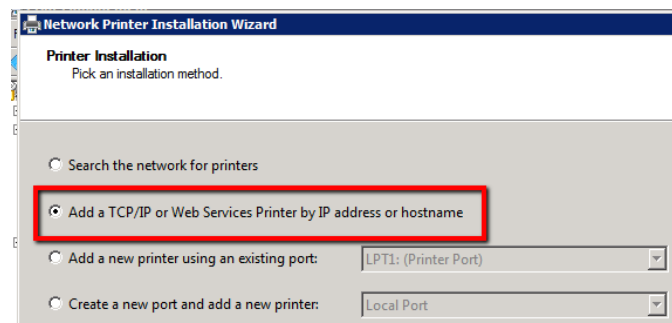 Network Printer Installation Wizard
Printer Installation
Pick an installation method.
Search the network for printers
Add a TCP/IP or Web Services Printer by IP address or hostname
Add a new printer using an existing port: LPT1: (Printer Port)
Create a new port and add a new printer: Local Port